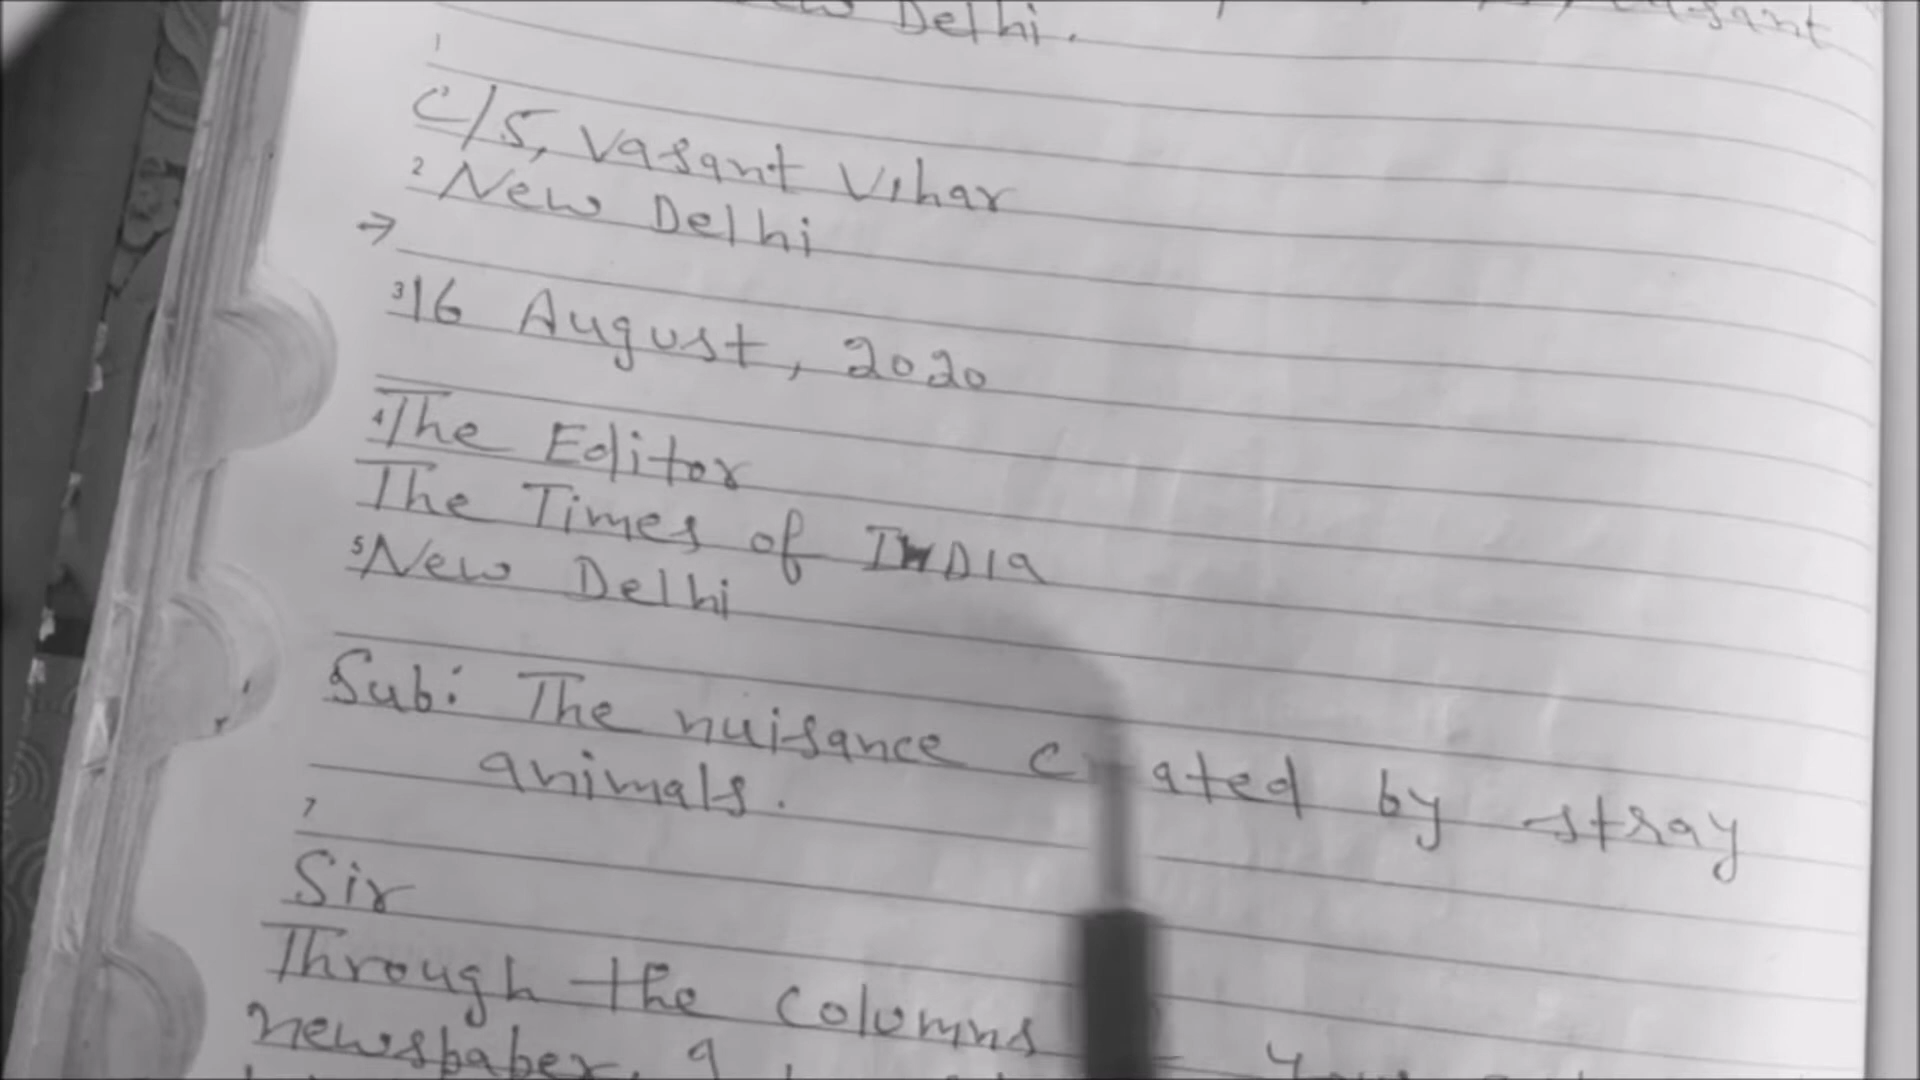 Delhi.
1
C/5, Vasant Vihar
2 New Delhi
→
3 16 August, 2020
4 The Editor
The Times of INDIA
5 New Delhi
Sub: The nuisance created by stray
animals.
7
Sir
Through the columns
newspaper, I